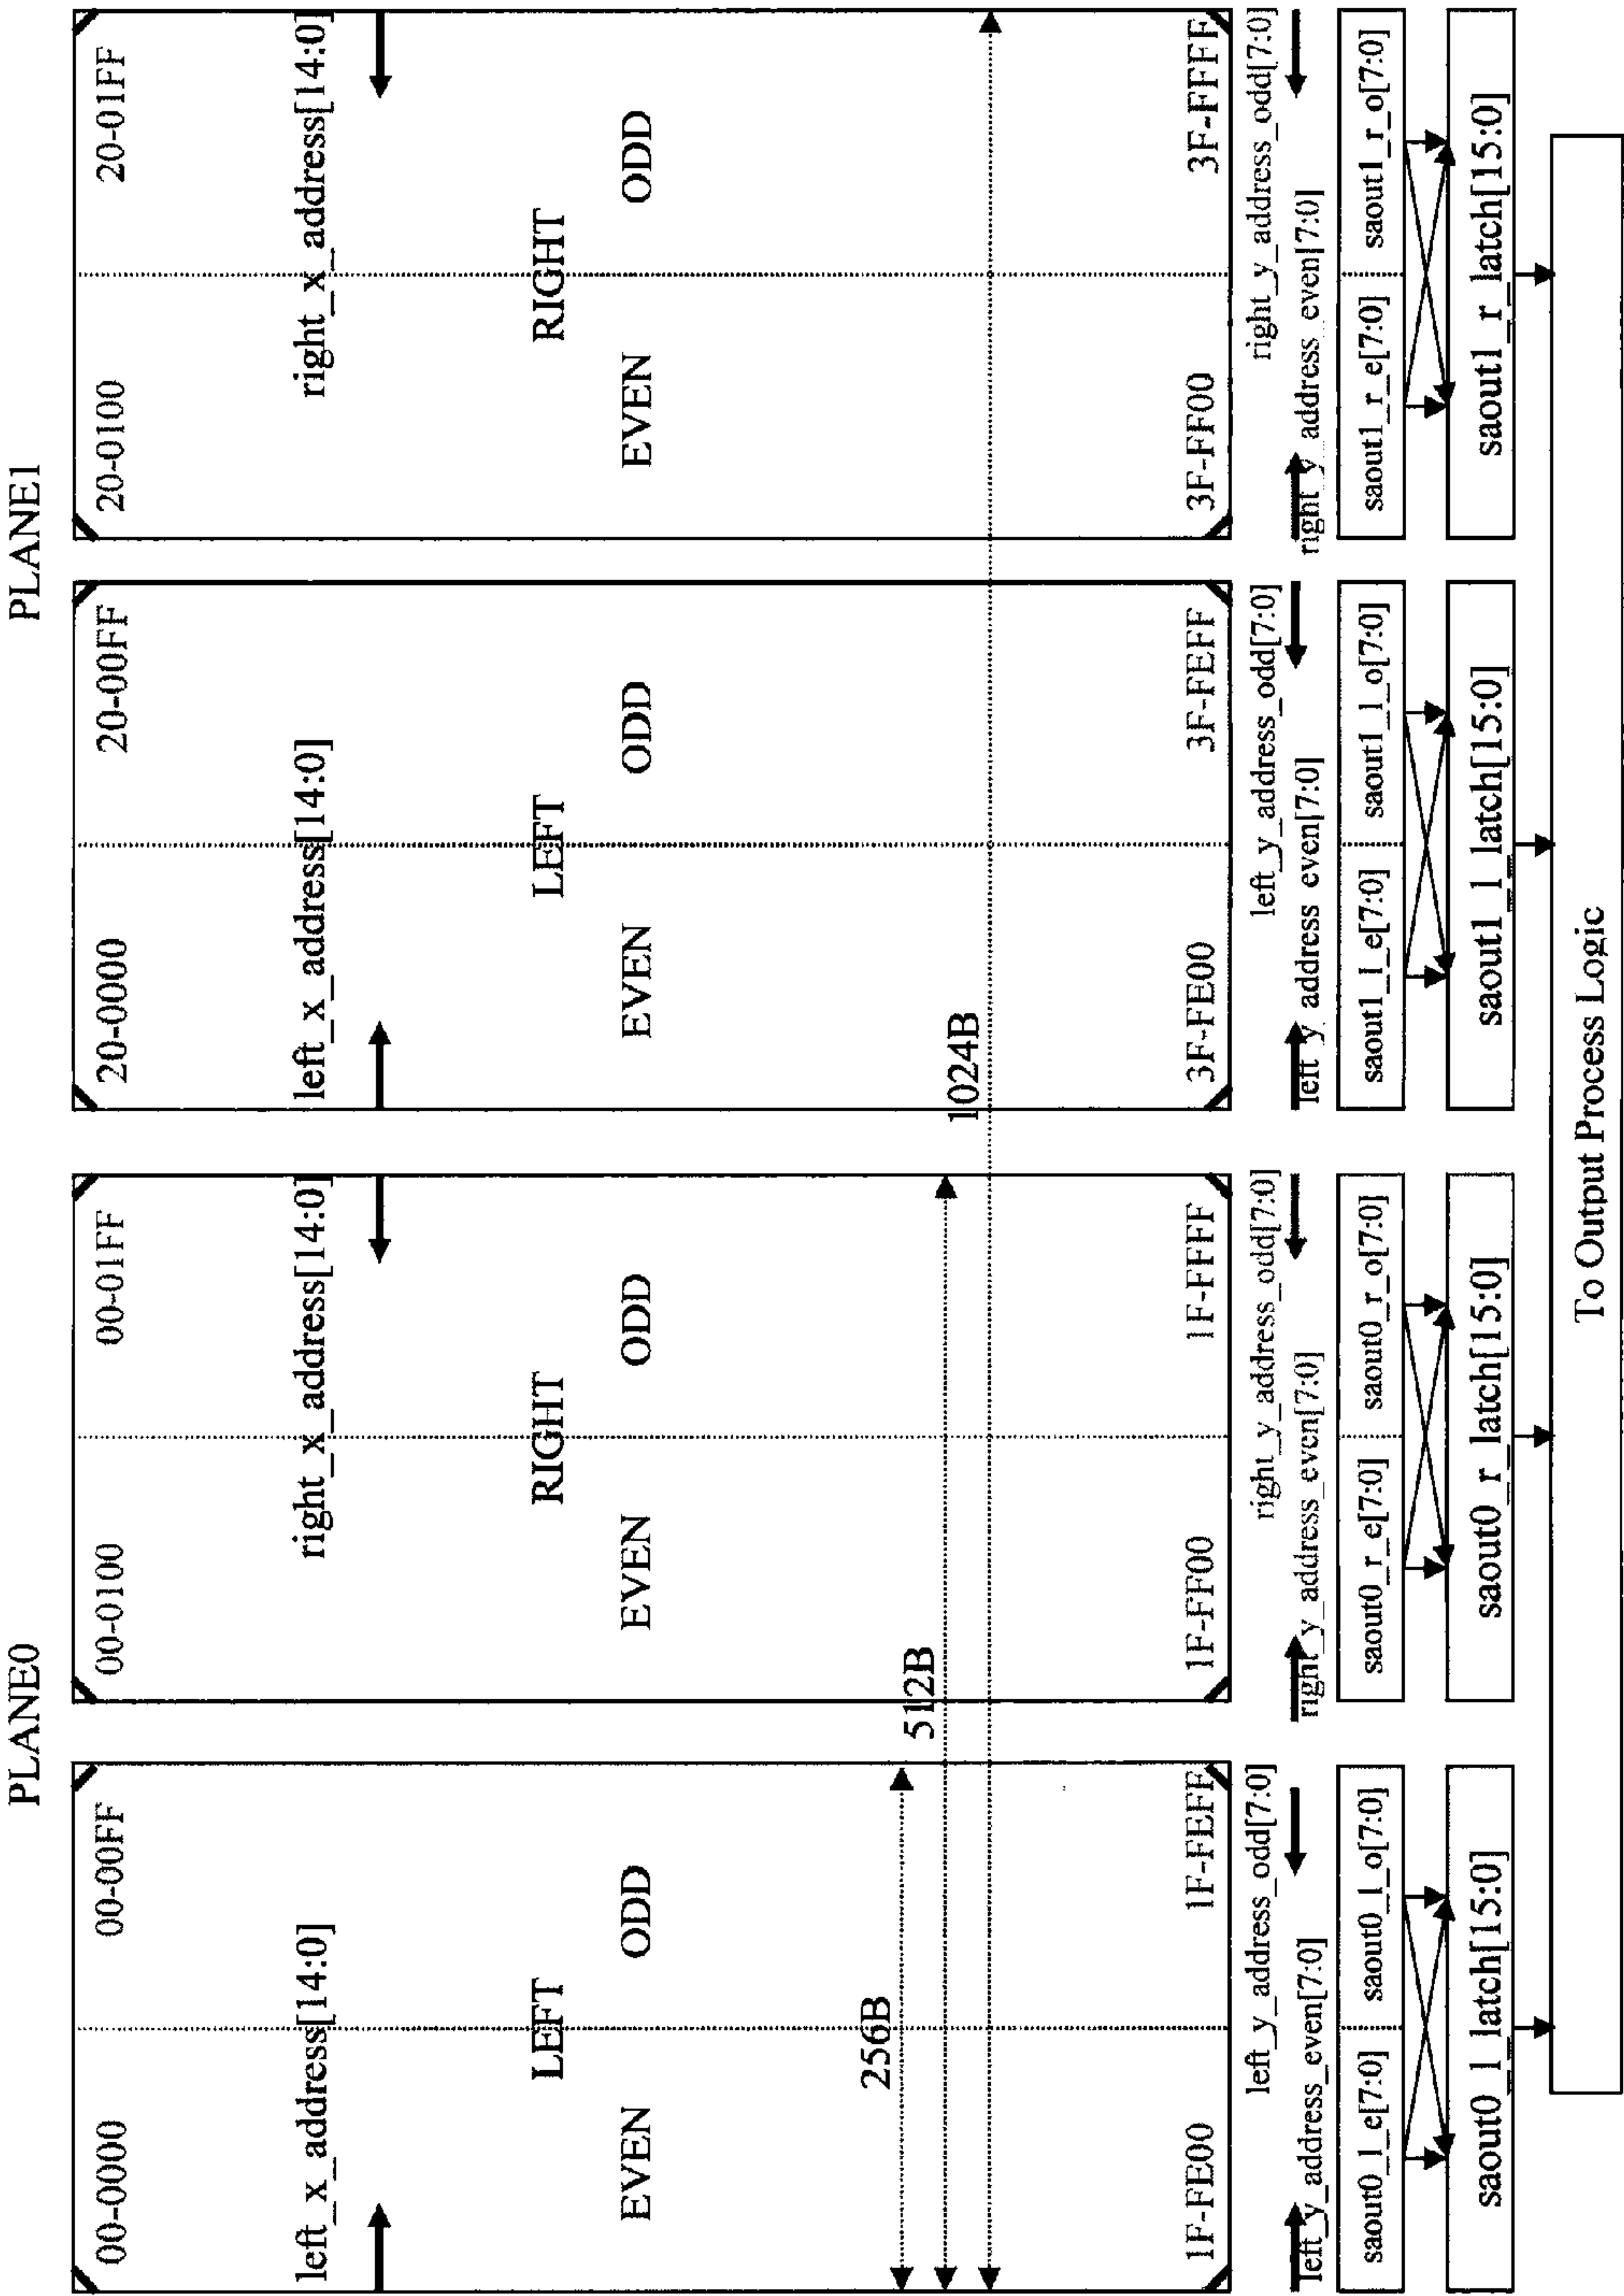 PLANE0 PLANE1
00-0000 00-00FF 00-0100 00-01FF 20-0000 20-00FF 20-0100 20-01FF
left_x_address[14:0] right_x_address[14:0] left_x_address[14:0] right_x_address[14:0]
LEFT RIGHT LEFT RIGHT
EVEN ODD EVEN ODD EVEN ODD EVEN ODD
256B
512B
1024B
1F-FE00 1F-FEFF 1F-FF00 1F-FFFF 3F-FE00 3F-FEFF 3F-FF00 3F-FFFF
left_y_address_odd[7:0] right_y_address_odd[7:0] left_y_address_odd[7:0] right_y_address_odd[7:0]
left_y_address_even[7:0] right_y_address_even[7:0] left_y_address_even[7:0] right_y_address_even[7:0]
saout0_l_e[7:0] saout0_l_o[7:0] saout0_r_e[7:0] saout0_r_o[7:0] saout1_l_e[7:0] saout1_l_o[7:0] saout1_r_e[7:0] saout1_r_o[7:0]
saout0_l_latch[15:0] saout0_r_latch[15:0] saout1_l_latch[15:0] saout1_r_latch[15:0]
To Output Process Logic